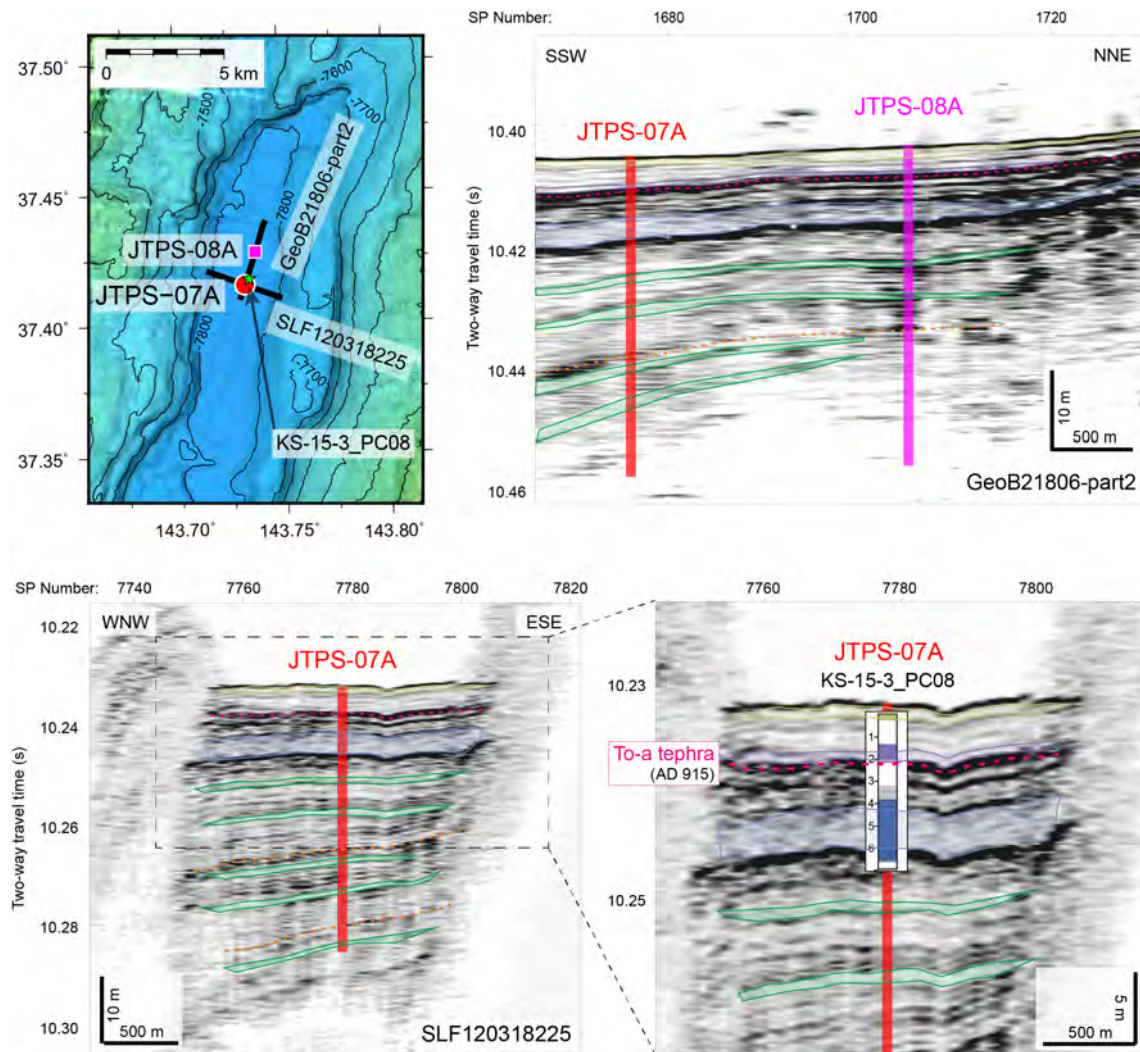 SP Number: 1680 1700 1720
37.50°
0 5 km
-7600
-7500
-7700
SSW
NNE
JTPS-08A
JTPS-07A
10.40
GeoB21806-part2
37.45
-7800
-7800
JTPS-08A
JTPS-07A
10.42
Two-way travel time (s)
37.40
SLF120318225
-7800
-7700
10.44
KS-15-3_PC08
10 m
500 m
37.35
10.46
GeoB21806-part2
143.70° 143.75° 143.80°
SP Number: 7740 7760 7780 7800 7820
7760 7780 7800
10.22
WNW
ESE
JTPS-07A
JTPS-07A
KS-15-3_PC08
10.23
10.24
To-a tephra
(AD 915)
1
2
3
4
5
6
Two-way travel time (s)
10.26
10.25
10.28
10 m
500 m
5 m
500 m
10.30
SLF120318225